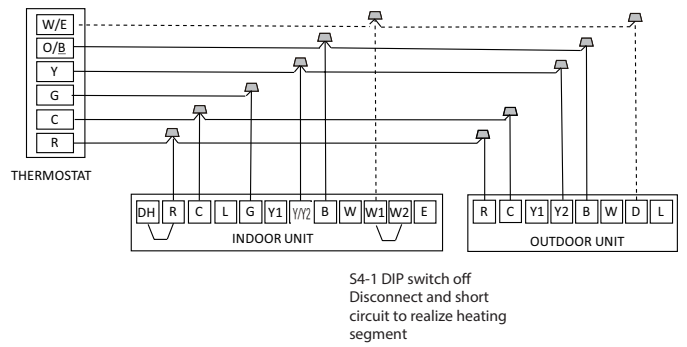 W/E
O/B
Y
G
C
R
THERMOSTAT
DH R C L G Y1 Y/Y2 B W W1 W2 E
INDOOR UNIT
R C Y1 Y2 B W D L
OUTDOOR UNIT
S4-1 DIP switch off
Disconnect and short
circuit to realize heating
segment